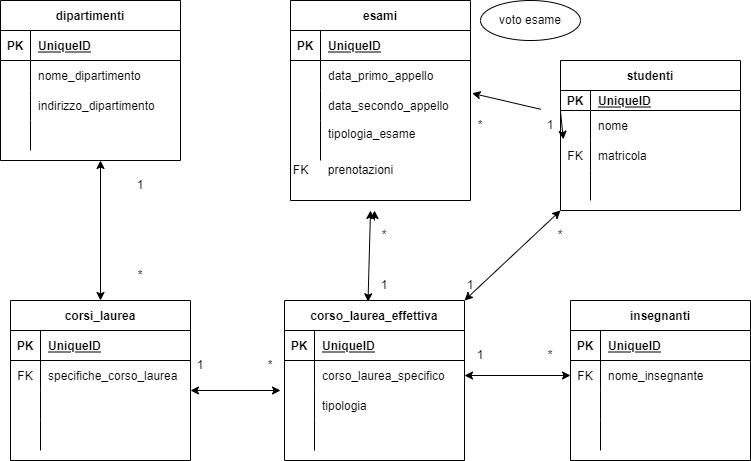 dipartimenti
PK UniqueID
nome_dipartimento
indirizzo_dipartimento
esami
PK UniqueID
data_primo_appello
data_secondo_appello
tipologia_esame
FK prenotazioni
voto esame
studenti
PK UniqueID
nome
FK matricola
*
1
1
*
*
1
*
1
corsi_laurea
PK UniqueID
FK specifiche_corso_laurea
1
*
corso_laurea_effettiva
PK UniqueID
corso_laurea_specifico
tipologia
1
*
insegnanti
PK UniqueID
FK nome_insegnante